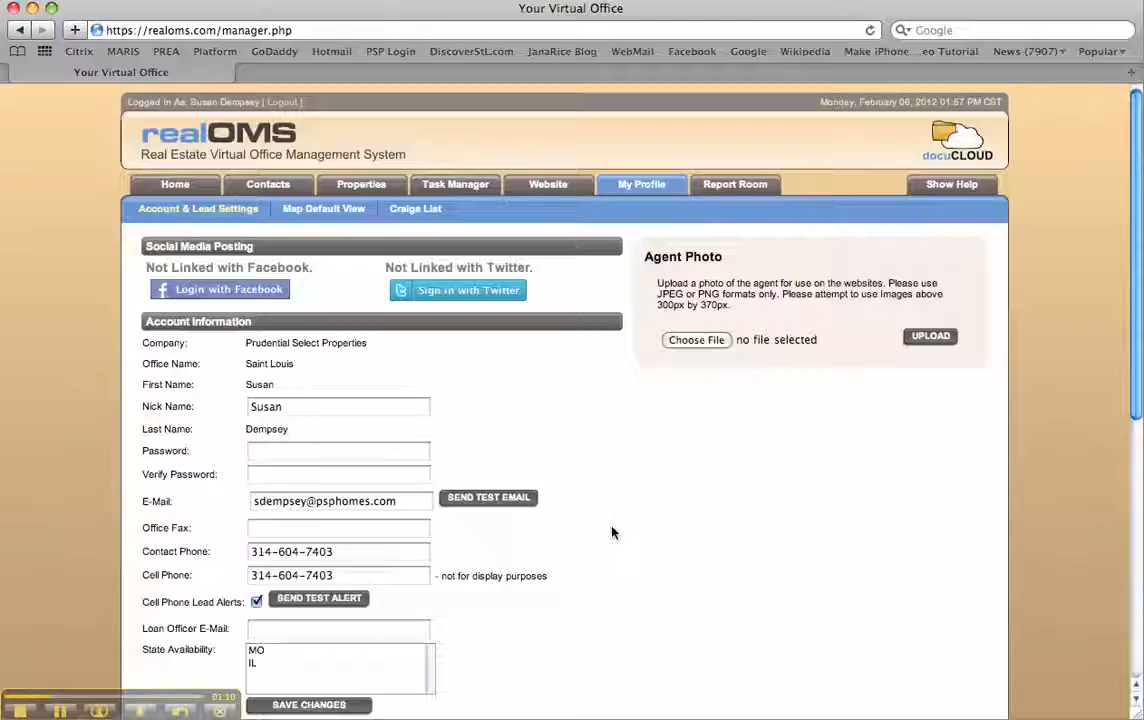 Your Virtual Office
https://realoms.com/manager.php
Google
Citrix MARIS PREA Platform GoDaddy Hotmail PSP Login DiscoverStL.com JanaRice Blog WebMail Facebook Google Wikipedia Make iPhone ...eo Tutorial News (7907) Popular
Your Virtual Office
Logged In As: Susan Dempsey [ Logout ]
Monday, February 06, 2012 01:57 PM CST
realOMS
Real Estate Virtual Office Management System
docuCLOUD
Home Contacts Properties Task Manager Website My Profile Report Room Show Help
Account & Lead Settings Map Default View Craigs List
Social Media Posting
Not Linked with Facebook. Not Linked with Twitter.
Login with Facebook Sign in with Twitter
Agent Photo
Upload a photo of the agent for use on the websites. Please use
JPEG or PNG formats only. Please attempt to use Images above
300px by 370px.
Choose File no file selected UPLOAD
Account Information
Company: Prudential Select Properties
Office Name: Saint Louis
First Name: Susan
Nick Name: Susan
Last Name: Dempsey
Password:
Verify Password:
E-Mail: sdempsey@psphomes.com SEND TEST EMAIL
Office Fax:
Contact Phone: 314-604-7403
Cell Phone: 314-604-7403 - not for display purposes
Cell Phone Lead Alerts: SEND TEST ALERT
Loan Officer E-Mail:
State Availability: MO
IL
SAVE CHANGES
01:10